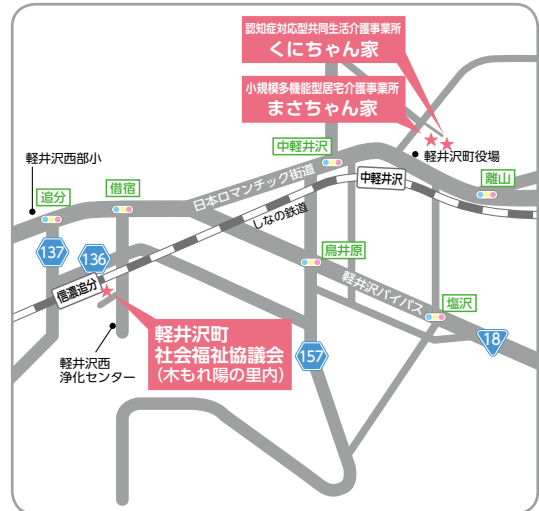 認知症対応型共同生活介護事業所
くにちゃん家
小規模多機能型居宅介護事業所
まさちゃん家
中軽井沢
軽井沢町役場
軽井沢西部小
借宿
追分
日本ロマンチック街道
中軽井沢
離山
しなの鉄道
137
136
鳥井原
信濃追分
軽井沢バイパス
塩沢
軽井沢町
社会福祉協議会
(木もれ陽の里内)
18
157
軽井沢西
浄化センター